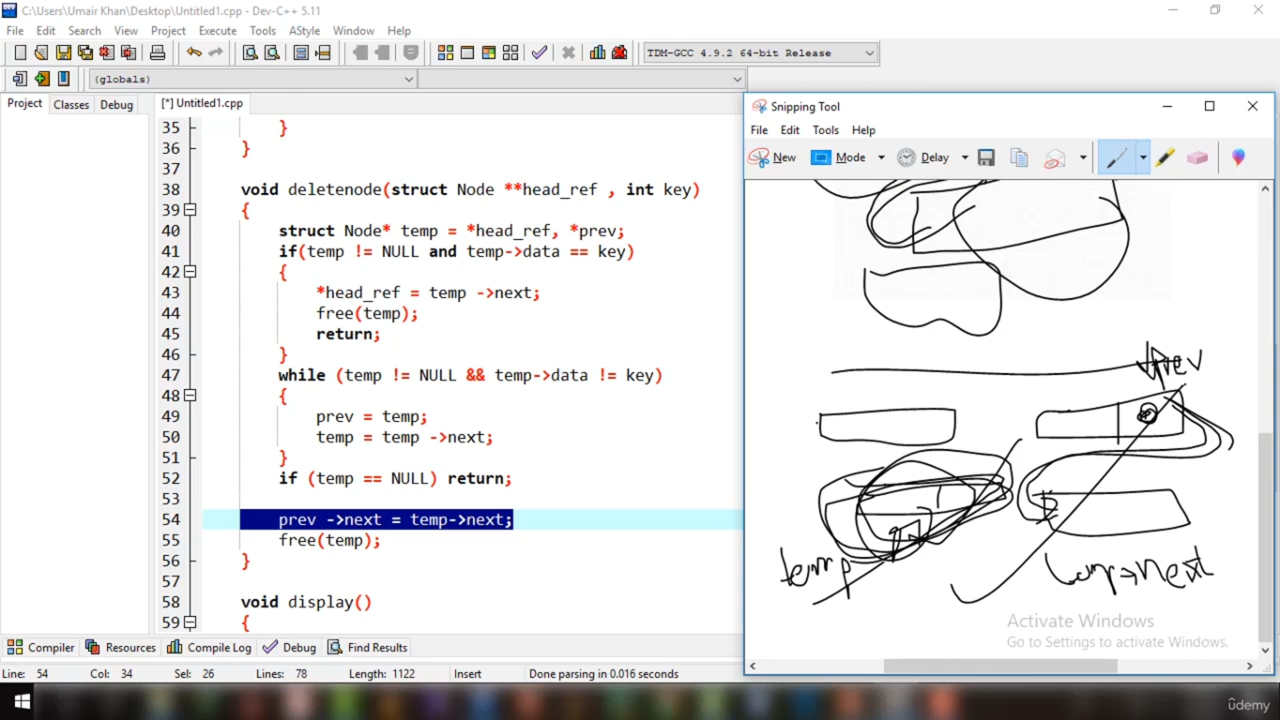 C:\Users\Umair Khan\Desktop\Untitled1.cpp - Dev-C++ 5.11
File Edit Search View Project Execute Tools AStyle Window Help
TDM-GCC 4.9.2 64-bit Release
(globals)
Project Classes Debug
[*] Untitled1.cpp
35 }
36 }
37
38 void deletenode(struct Node **head_ref , int key)
39 {
40 struct Node* temp = *head_ref, *prev;
41 if(temp != NULL and temp->data == key)
42 {
43 *head_ref = temp ->next;
44 free(temp);
45 return;
46 }
47 while (temp != NULL && temp->data != key)
48 {
49 prev = temp;
50 temp = temp ->next;
51 }
52 if (temp == NULL) return;
53
54 prev ->next = temp->next;
55 free(temp);
56 }
57
58 void display()
59 {
Compiler Resources Compile Log Debug Find Results
Line: 54 Col: 34 Sel: 26 Lines: 78 Length: 1122 Insert Done parsing in 0.016 seconds
Snipping Tool
File Edit Tools Help
New Mode Delay
Prev
temp
temp->next
Activate Windows
Go to Settings to activate Windows.
ûdemy